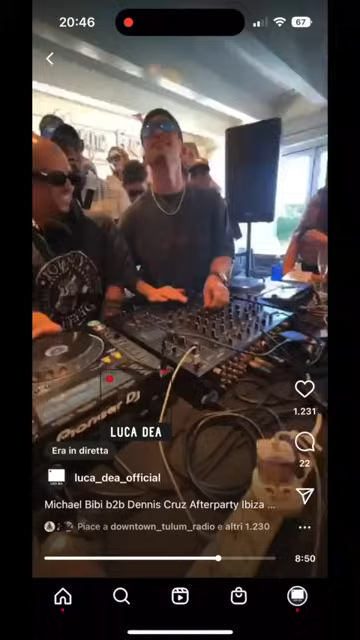 20:46
67
LUCA DEA
Pioneer DJ
Era in diretta
luca_dea_official
Michael Bibi b2b Dennis Cruz Afterparty Ibiza ...
Piace a downtown_tulum_radio e altri 1.230
1.231
22
8:50